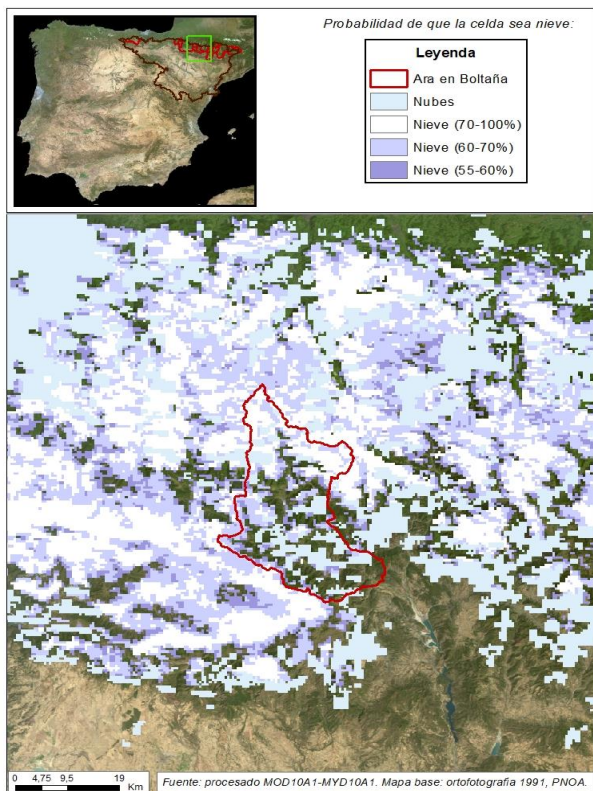 Probabilidad de que la celda sea nieve:
Leyenda
Ara en Boltaña
Nubes
Nieve (70-100%)
Nieve (60-70%)
Nieve (55-60%)
0 4,75 9,5 19
Km
Fuente: procesado MOD10A1-MYD10A1. Mapa base: ortofotografía 1991, PNOA.